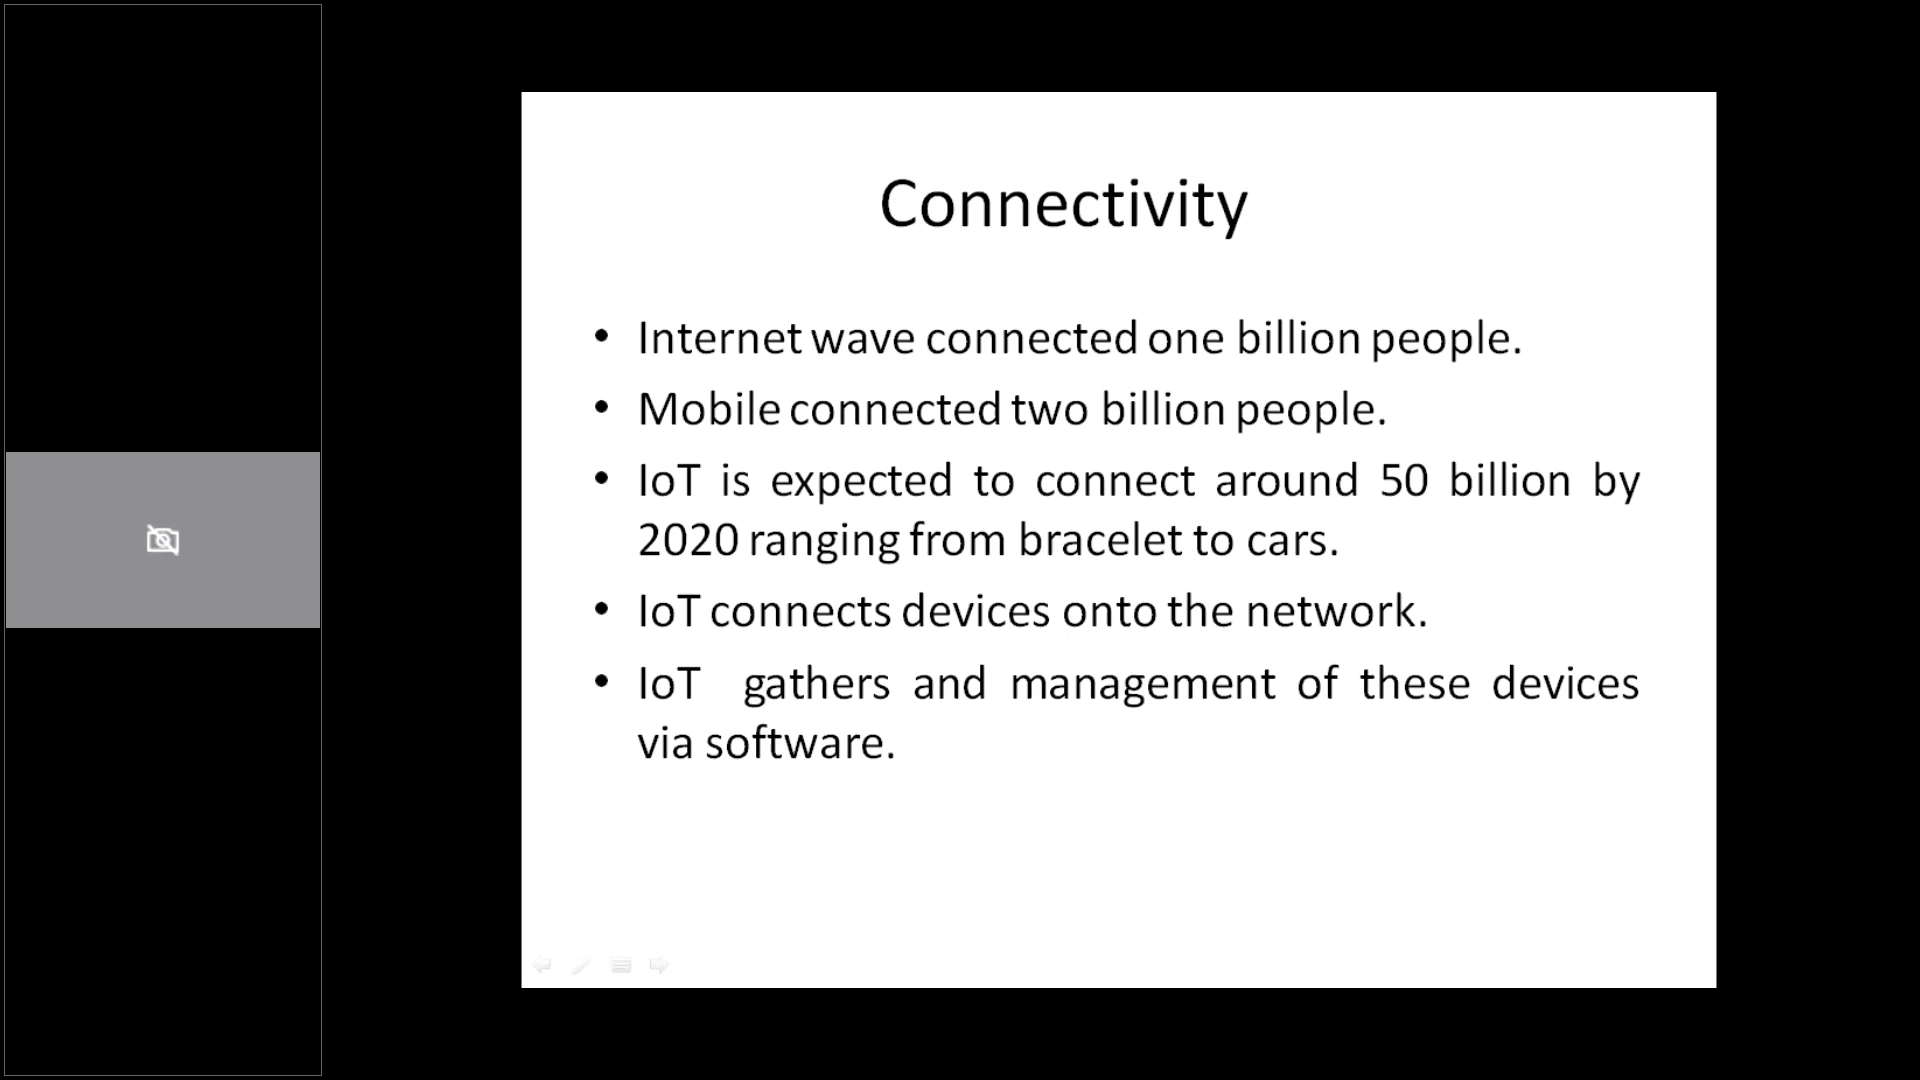 Connectivity
• Internet wave connected one billion people.
• Mobile connected two billion people.
• IoT is expected to connect around 50 billion by
2020 ranging from bracelet to cars.
• IoT connects devices onto the network.
• IoT gathers and management of these devices
via software.